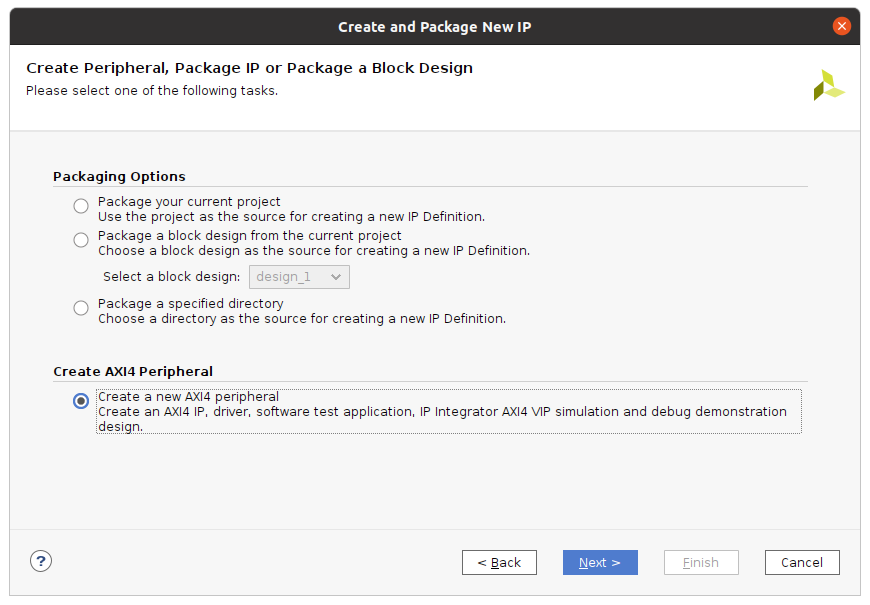 Create and Package New IP
Create Peripheral, Package IP or Package a Block Design
Please select one of the following tasks.
Packaging Options
Package your current project
Use the project as the source for creating a new IP Definition.
Package a block design from the current project
Choose a block design as the source for creating a new IP Definition.
Select a block design: design_1
Package a specified directory
Choose a directory as the source for creating a new IP Definition.
Create AXI4 Peripheral
Create a new AXI4 peripheral
Create an AXI4 IP, driver, software test application, IP Integrator AXI4 VIP simulation and debug demonstration
design.
? < Back Next > Finish Cancel